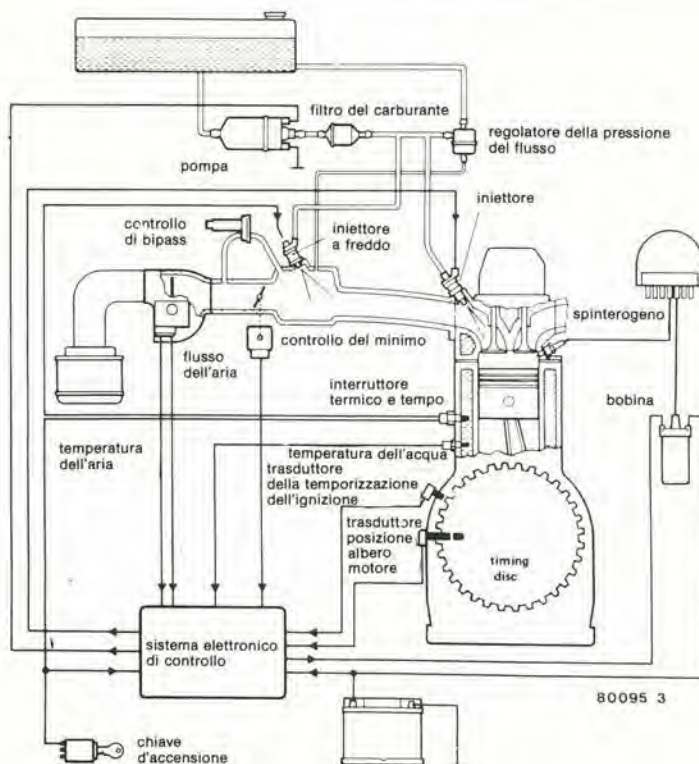 filtro del carburante
regolatore della pressione
del flusso
pompa
iniettore
controllo
di bipass
iniettore
a freddo
spinterogeno
controllo del minimo
flusso
dell'aria
interruttore
termico e tempo
bobina
temperatura
dell'aria
temperatura dell'acqua
trasduttore
della temporizzazione
dell'ignizione
trasduttore
posizione
albero
motore
timing
disc
sistema elettronico
di controllo
80095 3
chiave
d'accensione